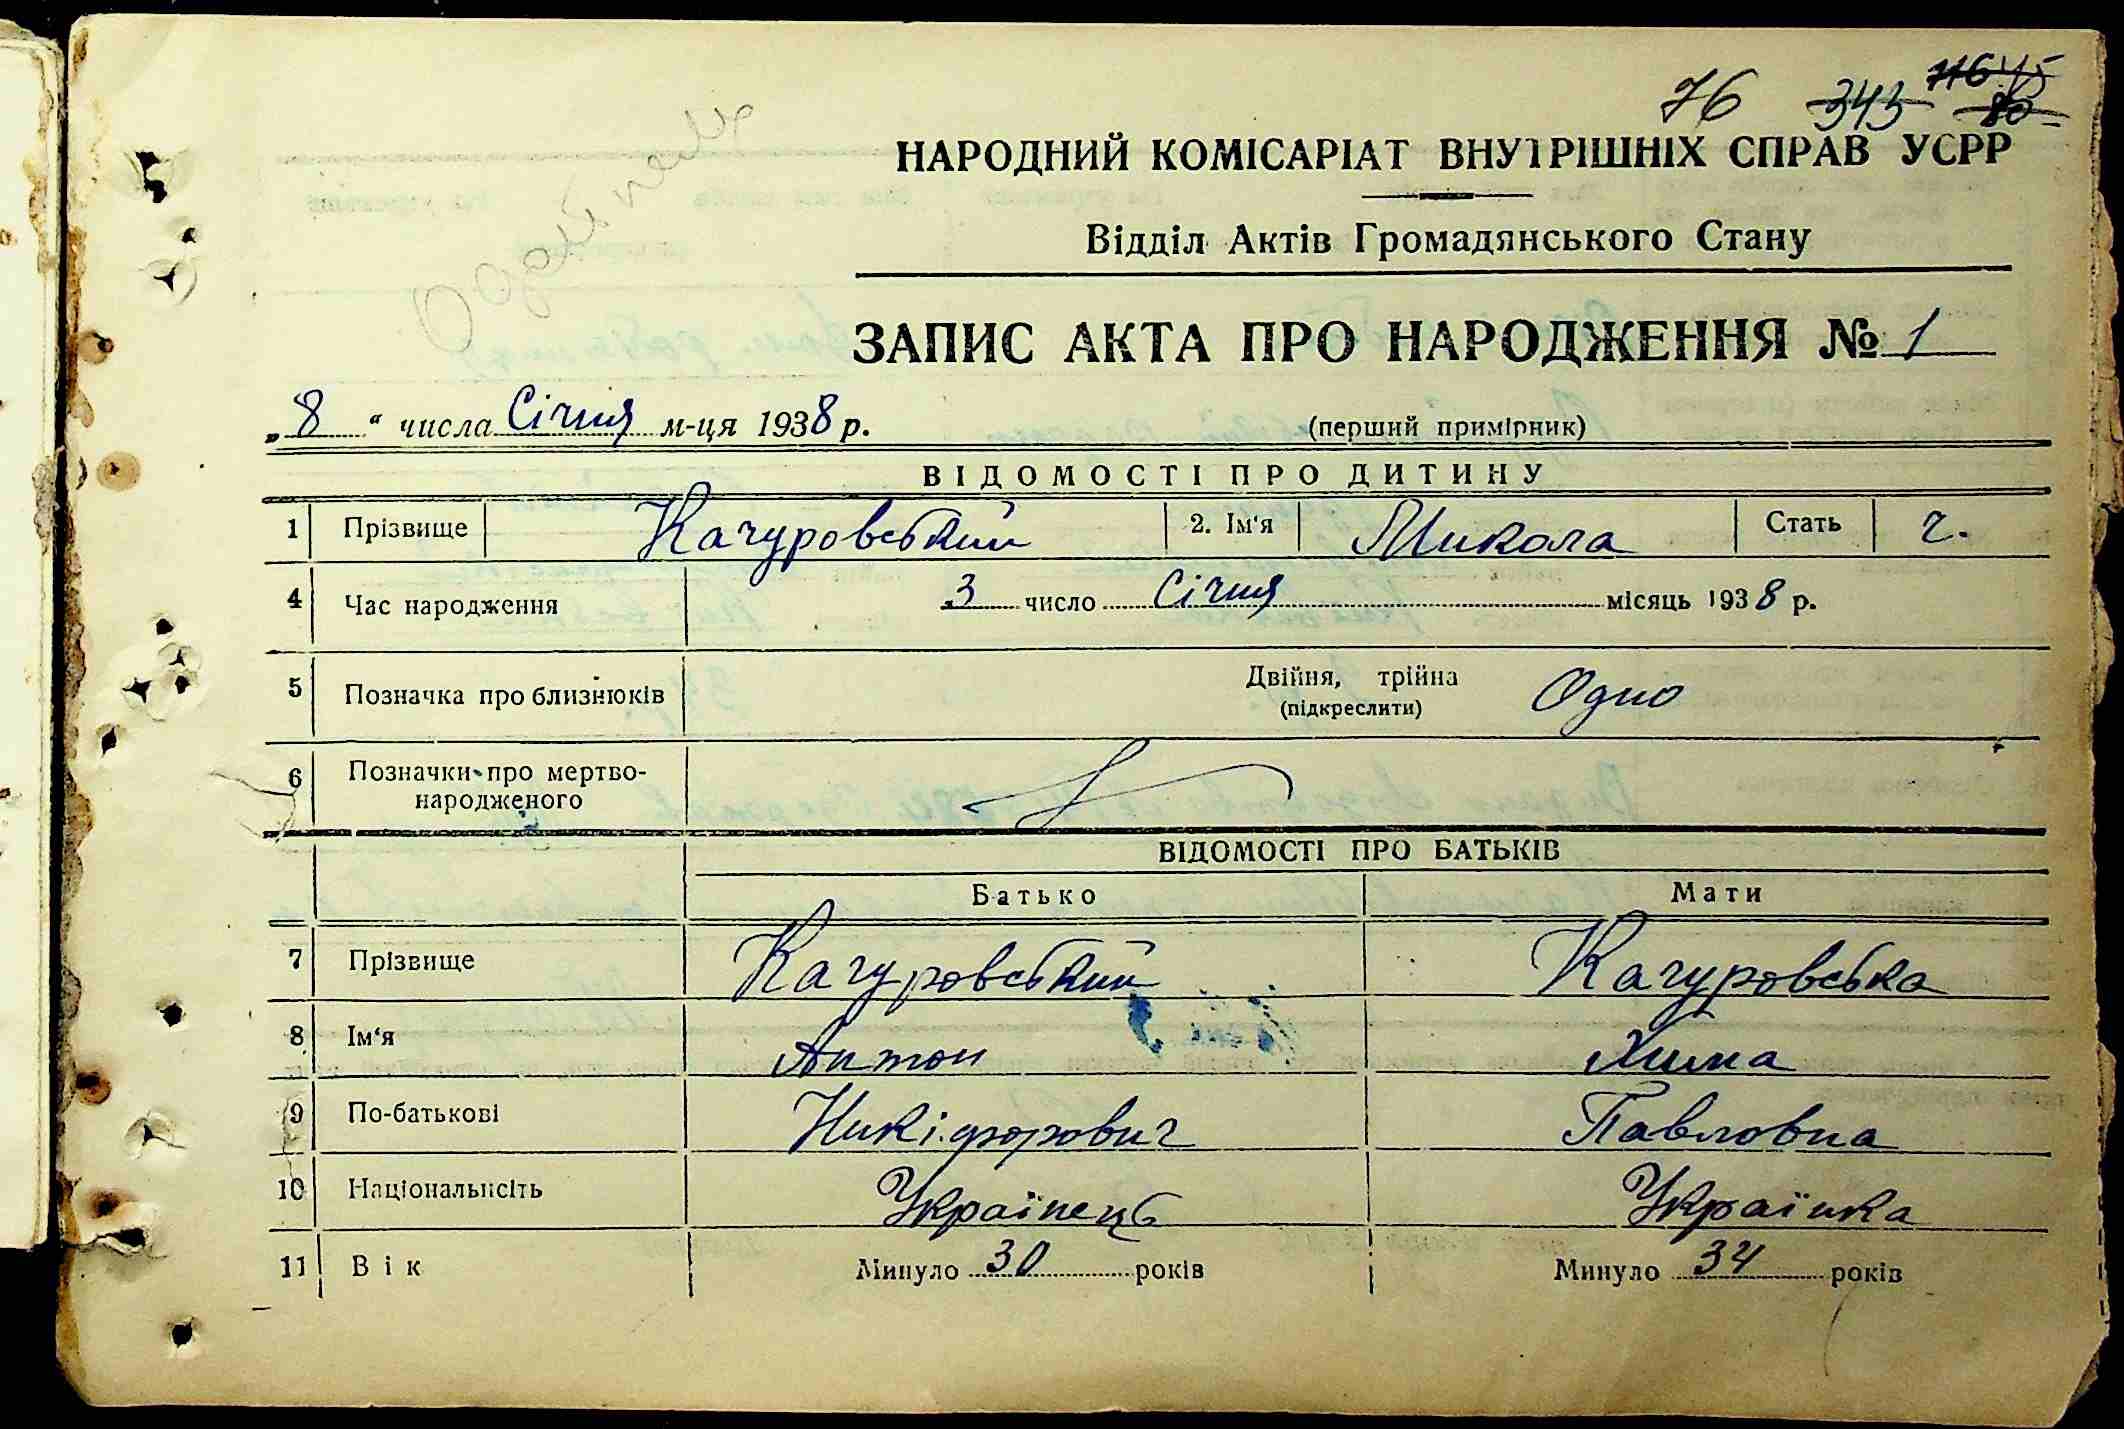 76 343 116 45
80
НАРОДНИЙ КОМІСАРІАТ ВНУТРІШНІХ СПРАВ УСРР
Відділ Актів Громадянського Стану
ЗАПИС АКТА ПРО НАРОДЖЕННЯ № 1
„8“ числа Січня м-ця 1938 р. (перший примірник)
ВІДОМОСТІ ПРО ДИТИНУ
1 Прізвище Качуровський 2. Ім'я Микола Стать ч.
4 Час народження 3 число Січня місяць 1938 р.
5 Позначка про близнюків Двійня, трійня (підкреслити) Одно
6 Позначки про мертво-
народженого
ВІДОМОСТІ ПРО БАТЬКІВ
Батько Мати
7 Прізвище Качуровський Качуровська
8 Ім'я Антон Хима
9 По-батькові Никіфорович Павловна
10 Національність Українець Українка
11 Вік Минуло 30 років Минуло 34 років